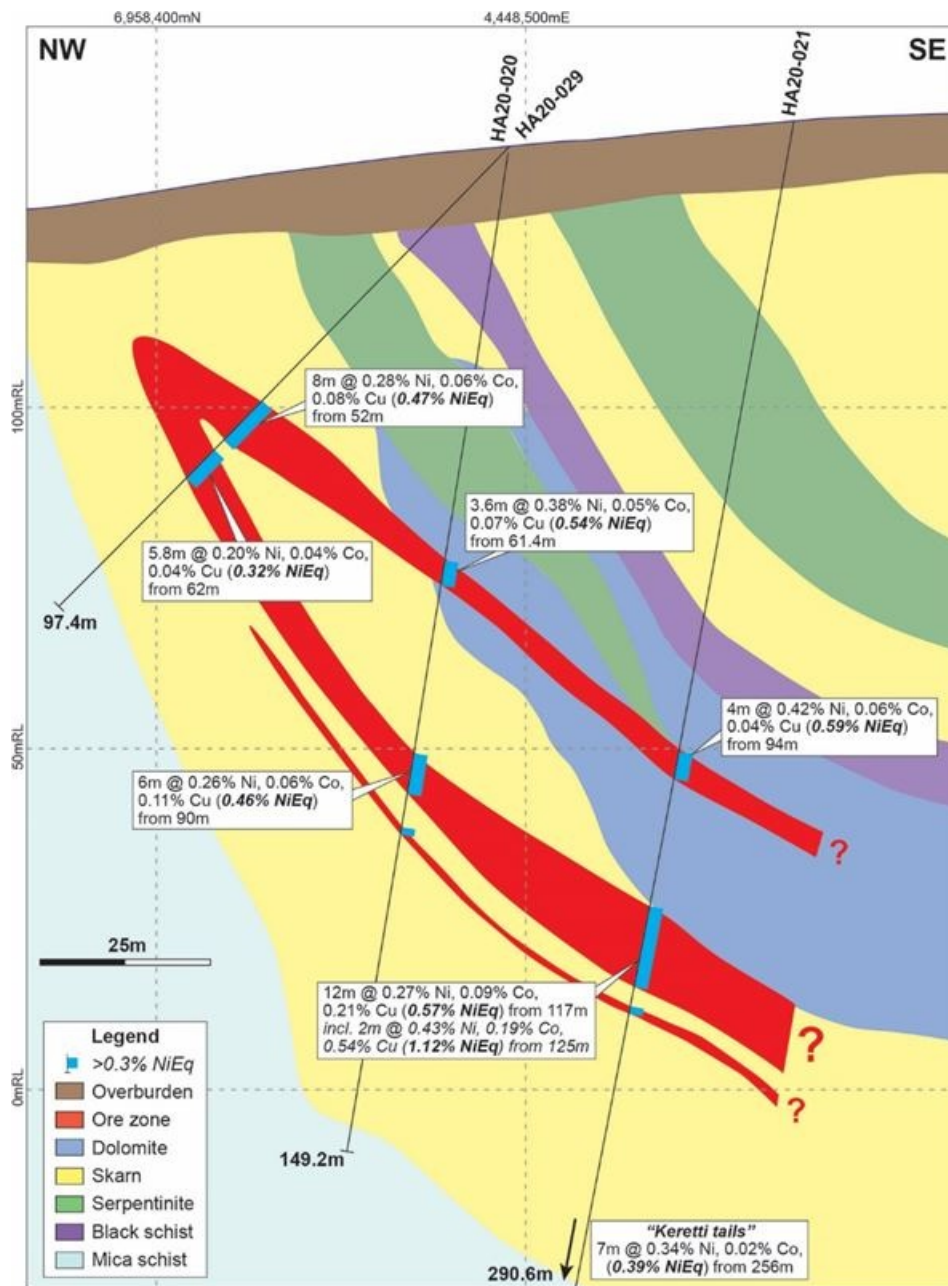 6,958,400mN
4,448,500mE
NW
SE
HA20-020
HA20-029
HA20-021
100mRL
8m @ 0.28% Ni, 0.06% Co,
0.08% Cu (0.47% NiEq)
from 52m
3.6m @ 0.38% Ni, 0.05% Co,
0.07% Cu (0.54% NiEq)
from 61.4m
5.8m @ 0.20% Ni, 0.04% Co,
0.04% Cu (0.32% NiEq)
from 62m
97.4m
4m @ 0.42% Ni, 0.06% Co,
0.04% Cu (0.59% NiEq)
from 94m
50mRL
6m @ 0.26% Ni, 0.06% Co,
0.11% Cu (0.46% NiEq)
from 90m
?
25m
12m @ 0.27% Ni, 0.09% Co,
0.21% Cu (0.57% NiEq) from 117m
incl. 2m @ 0.43% Ni, 0.19% Co,
0.54% Cu (1.12% NiEq) from 125m
?
?
0mRL
Legend
>0.3% NiEq
Overburden
Ore zone
Dolomite
Skarn
Serpentinite
Black schist
Mica schist
149.2m
290.6m
"Keretti tails"
7m @ 0.34% Ni, 0.02% Co,
(0.39% NiEq) from 256m